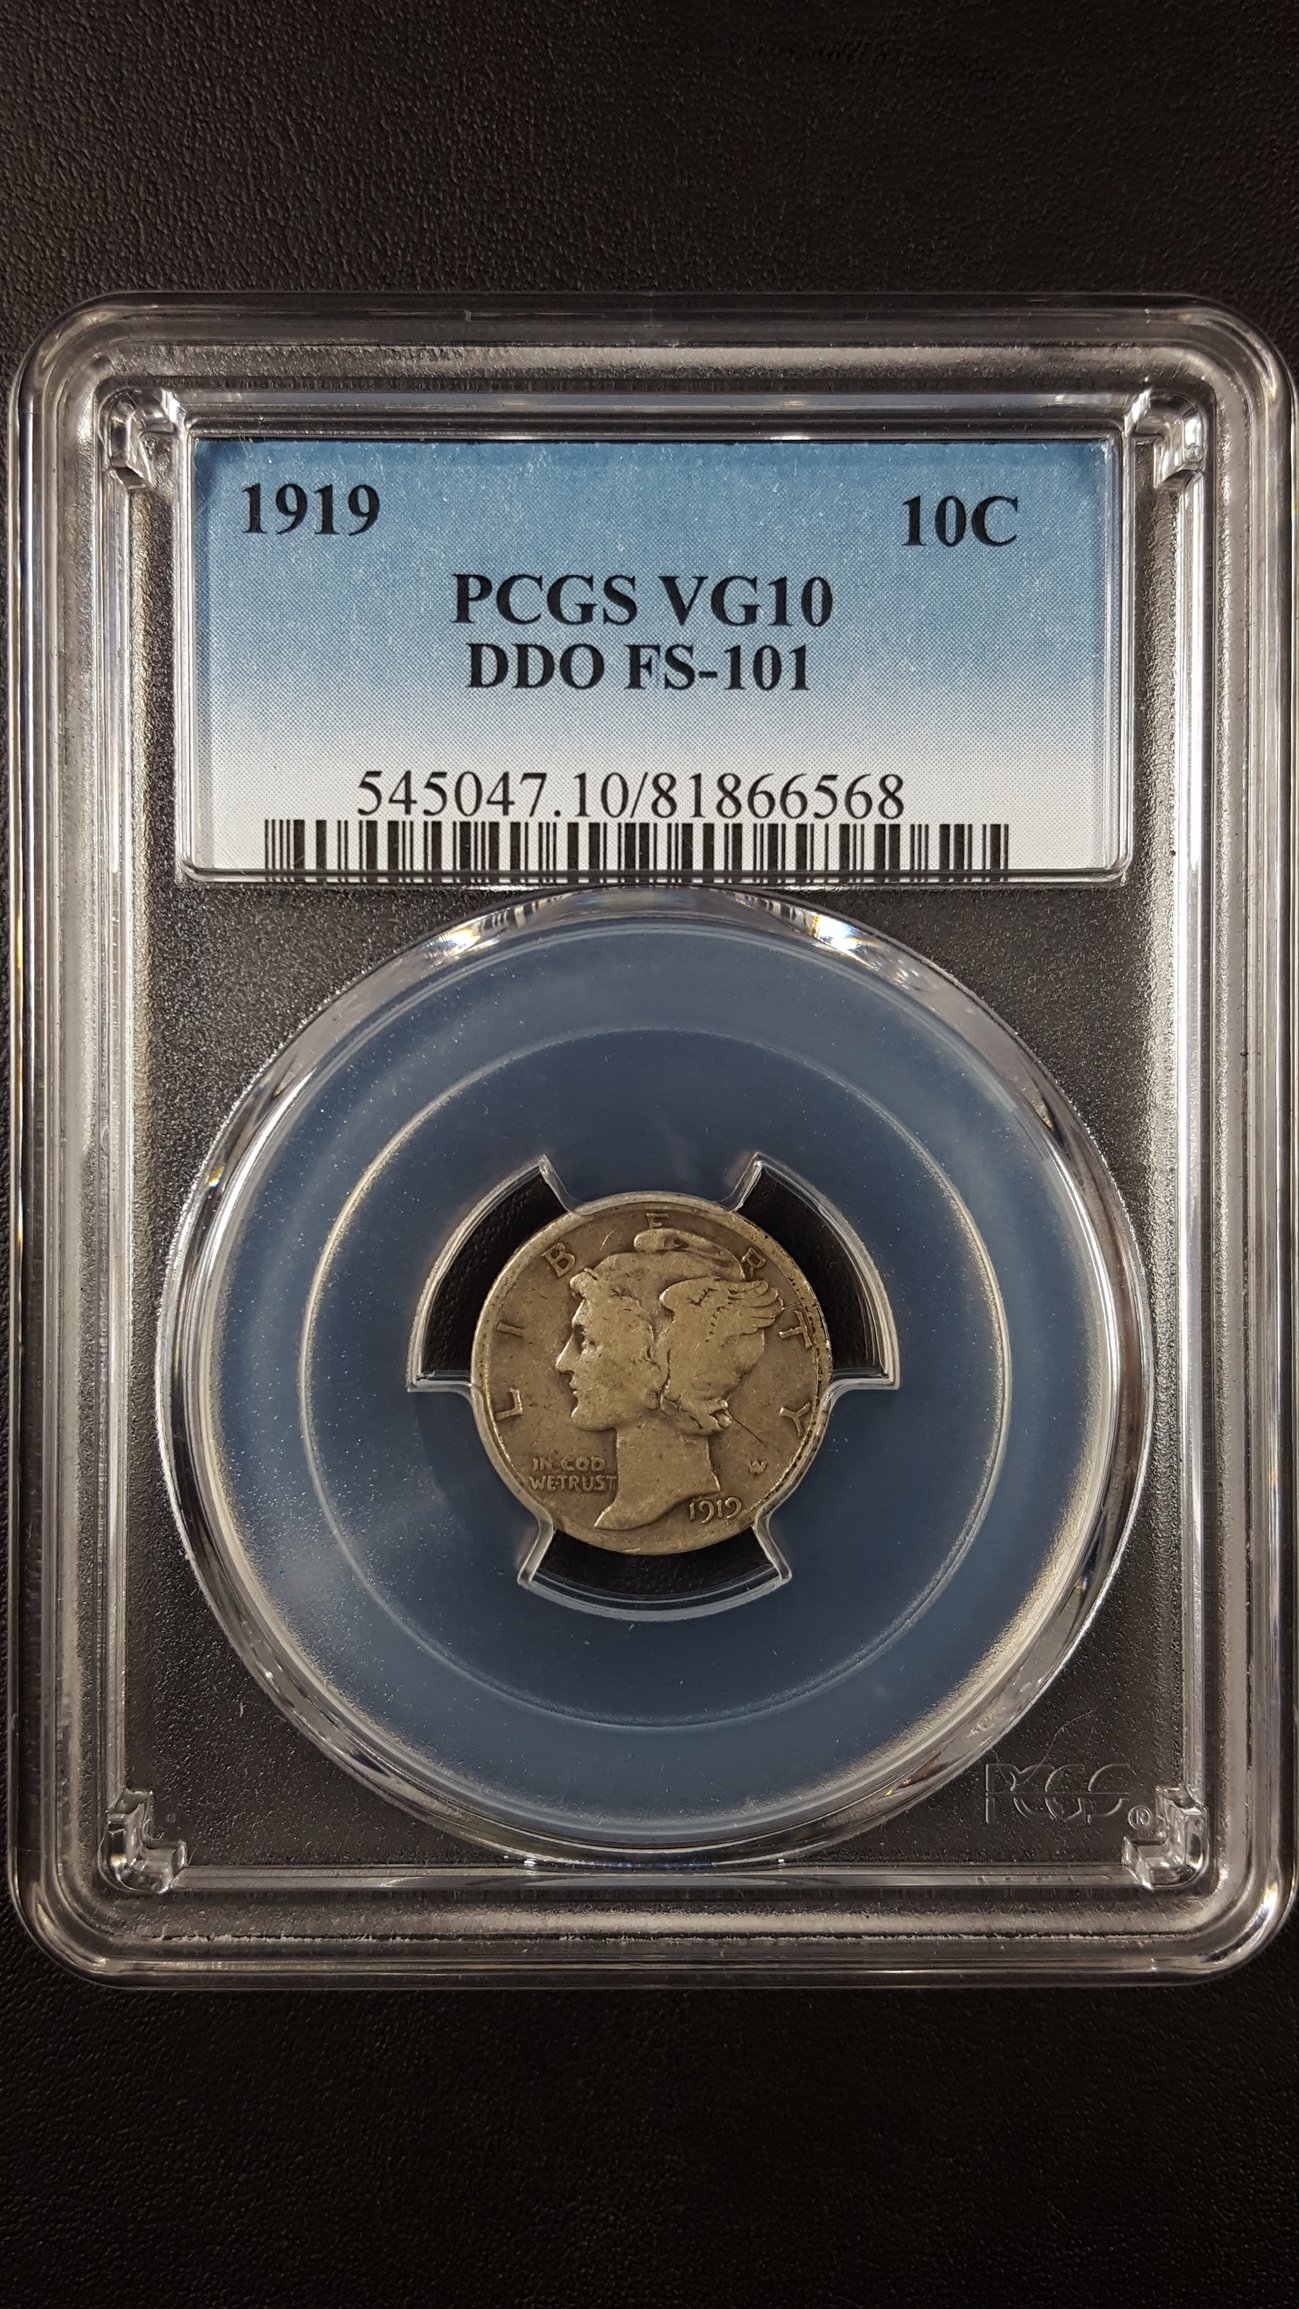 1919 10C
PCGS VG10
DDO FS-101
545047.10/81866568
LIBERTY
IN GOD
WE TRUST
1919
PCGS®